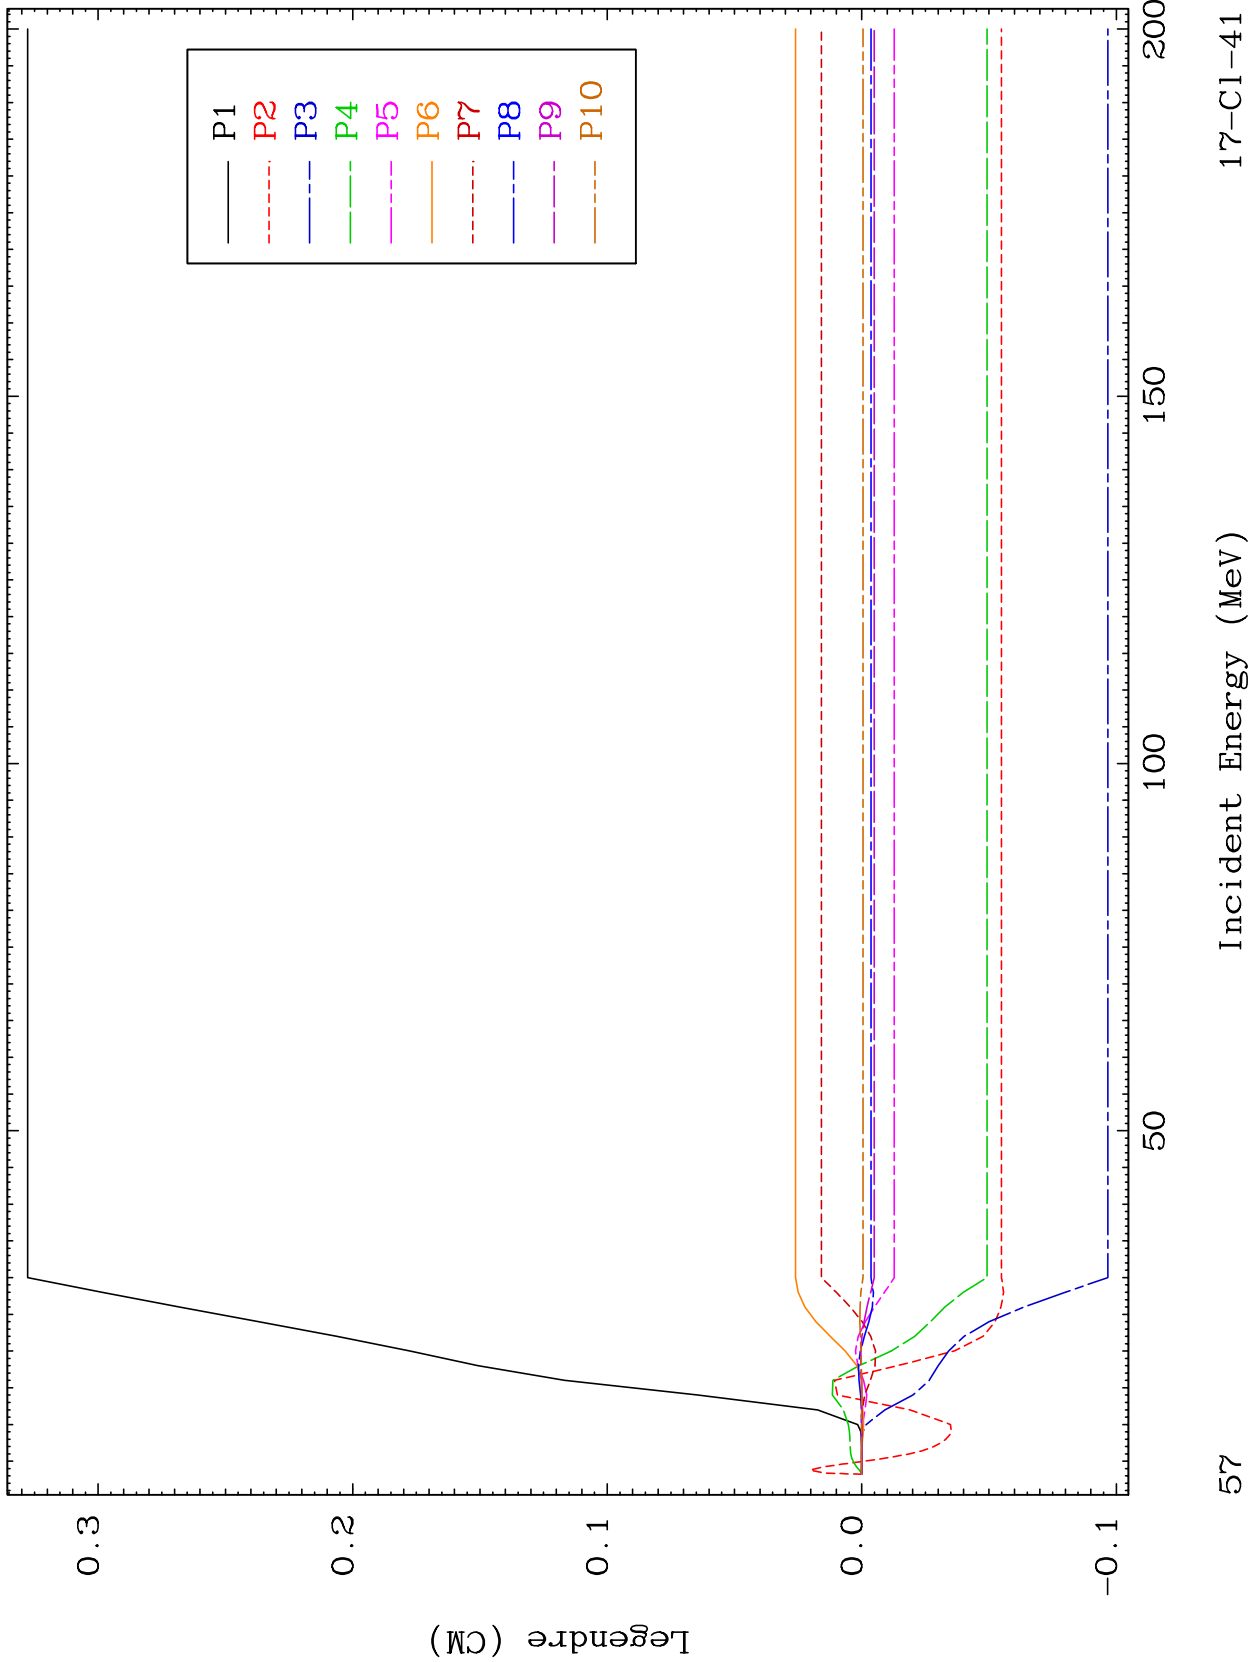 P1
P2
P3
P4
P5
P6
P7
P8
P9
P10
0.3
0.2
0.1
0.0
-0.1
Legendre (CM)
50
100
150
200
Incident Energy (MeV)
57
17-Cl-41